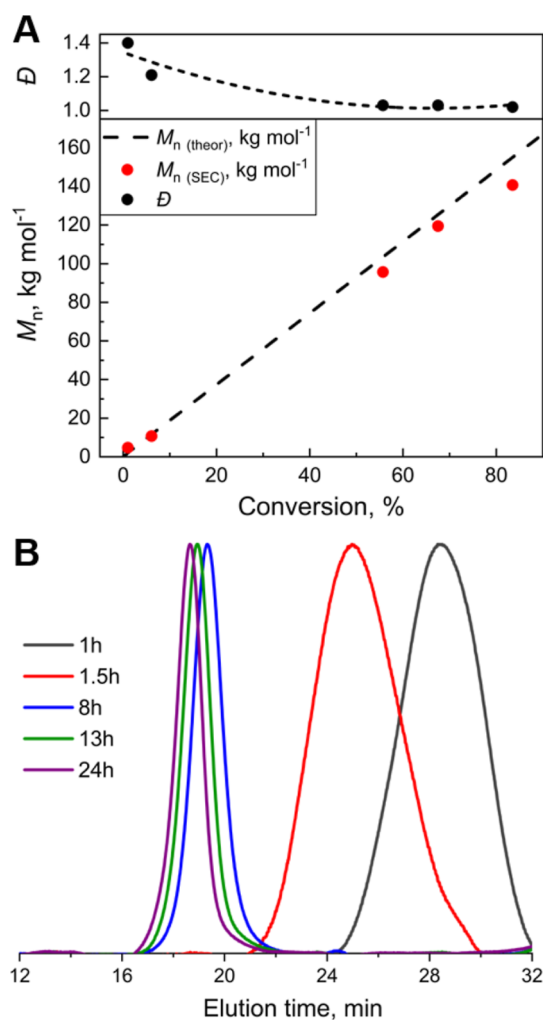 A
Đ
1.4
1.2
1.0
M n (theor), kg mol-1
M n (SEC), kg mol-1
Đ
Mn, kg mol-1
160
140
120
100
80
60
40
20
0
0 20 40 60 80
Conversion, %
B
1h
1.5h
8h
13h
24h
12 16 20 24 28 32
Elution time, min